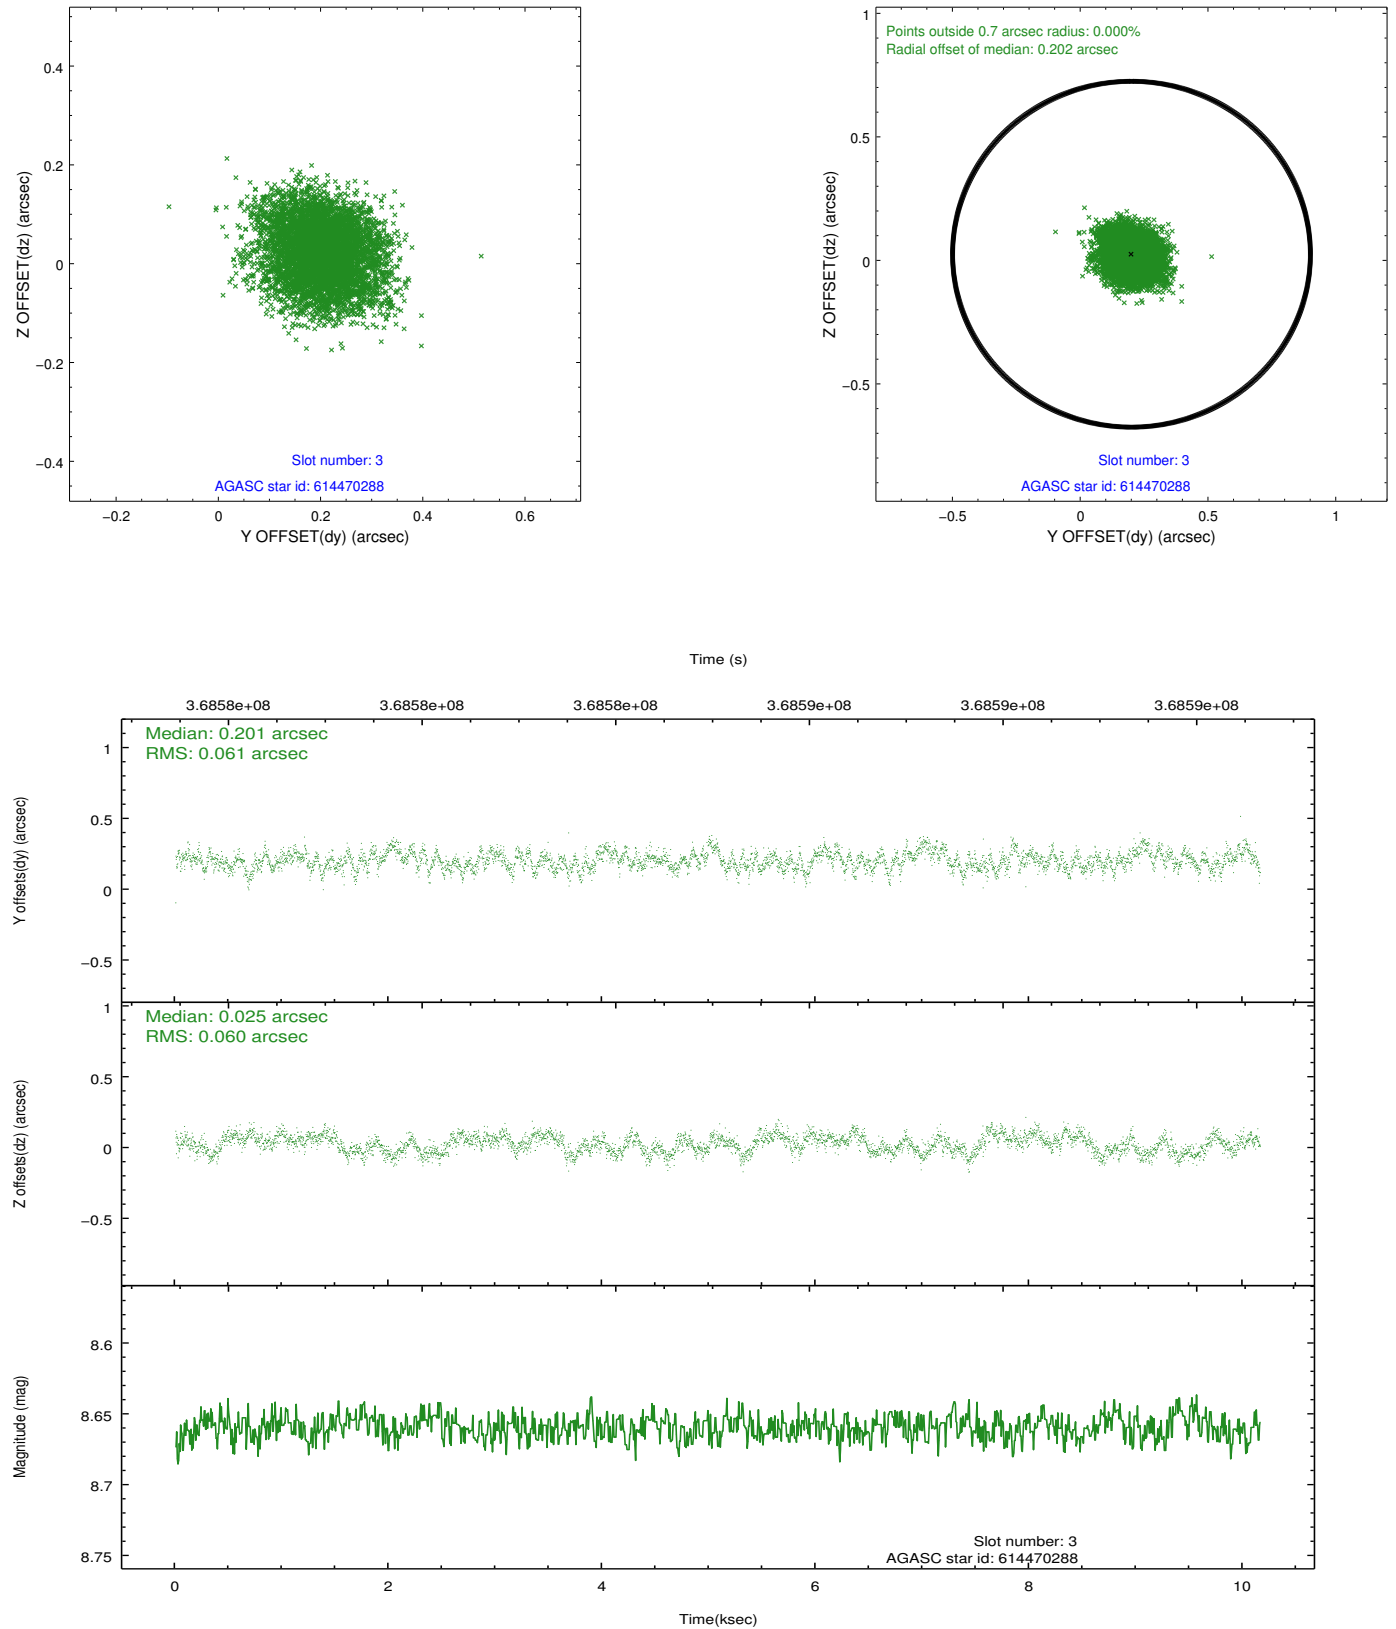 0.4
0.2
0
−0.2
−0.4
−0.2
0
0.2
0.4
0.6
Z OFFSET(dz) (arcsec)
Y OFFSET(dy) (arcsec)
Slot number: 3
AGASC star id: 614470288
Points outside 0.7 arcsec radius: 0.000%
Radial offset of median: 0.202 arcsec
1
0.5
0
−0.5
−0.5
0
0.5
1
Z OFFSET(dz) (arcsec)
Y OFFSET(dy) (arcsec)
Slot number: 3
AGASC star id: 614470288
Time (s)
3.6858e+08 3.6858e+08 3.6858e+08 3.6859e+08 3.6859e+08 3.6859e+08
Median: 0.201 arcsec
RMS: 0.061 arcsec
1
0.5
0
−0.5
Y offsets(dy) (arcsec)
Median: 0.025 arcsec
RMS: 0.060 arcsec
1
0.5
0
−0.5
Z offsets(dz) (arcsec)
8.6
8.65
8.7
8.75
Magnitude (mag)
Slot number: 3
AGASC star id: 614470288
0 2 4 6 8 10
Time(ksec)